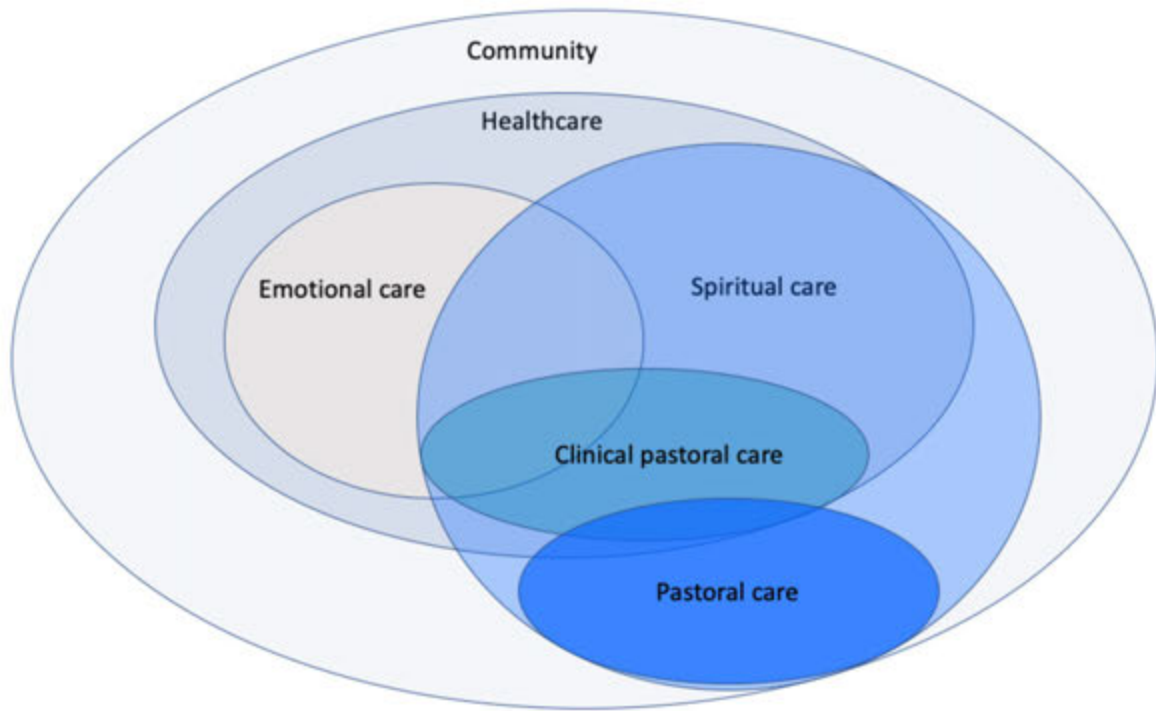 Community
Healthcare
Emotional care
Spiritual care
Clinical pastoral care
Pastoral care